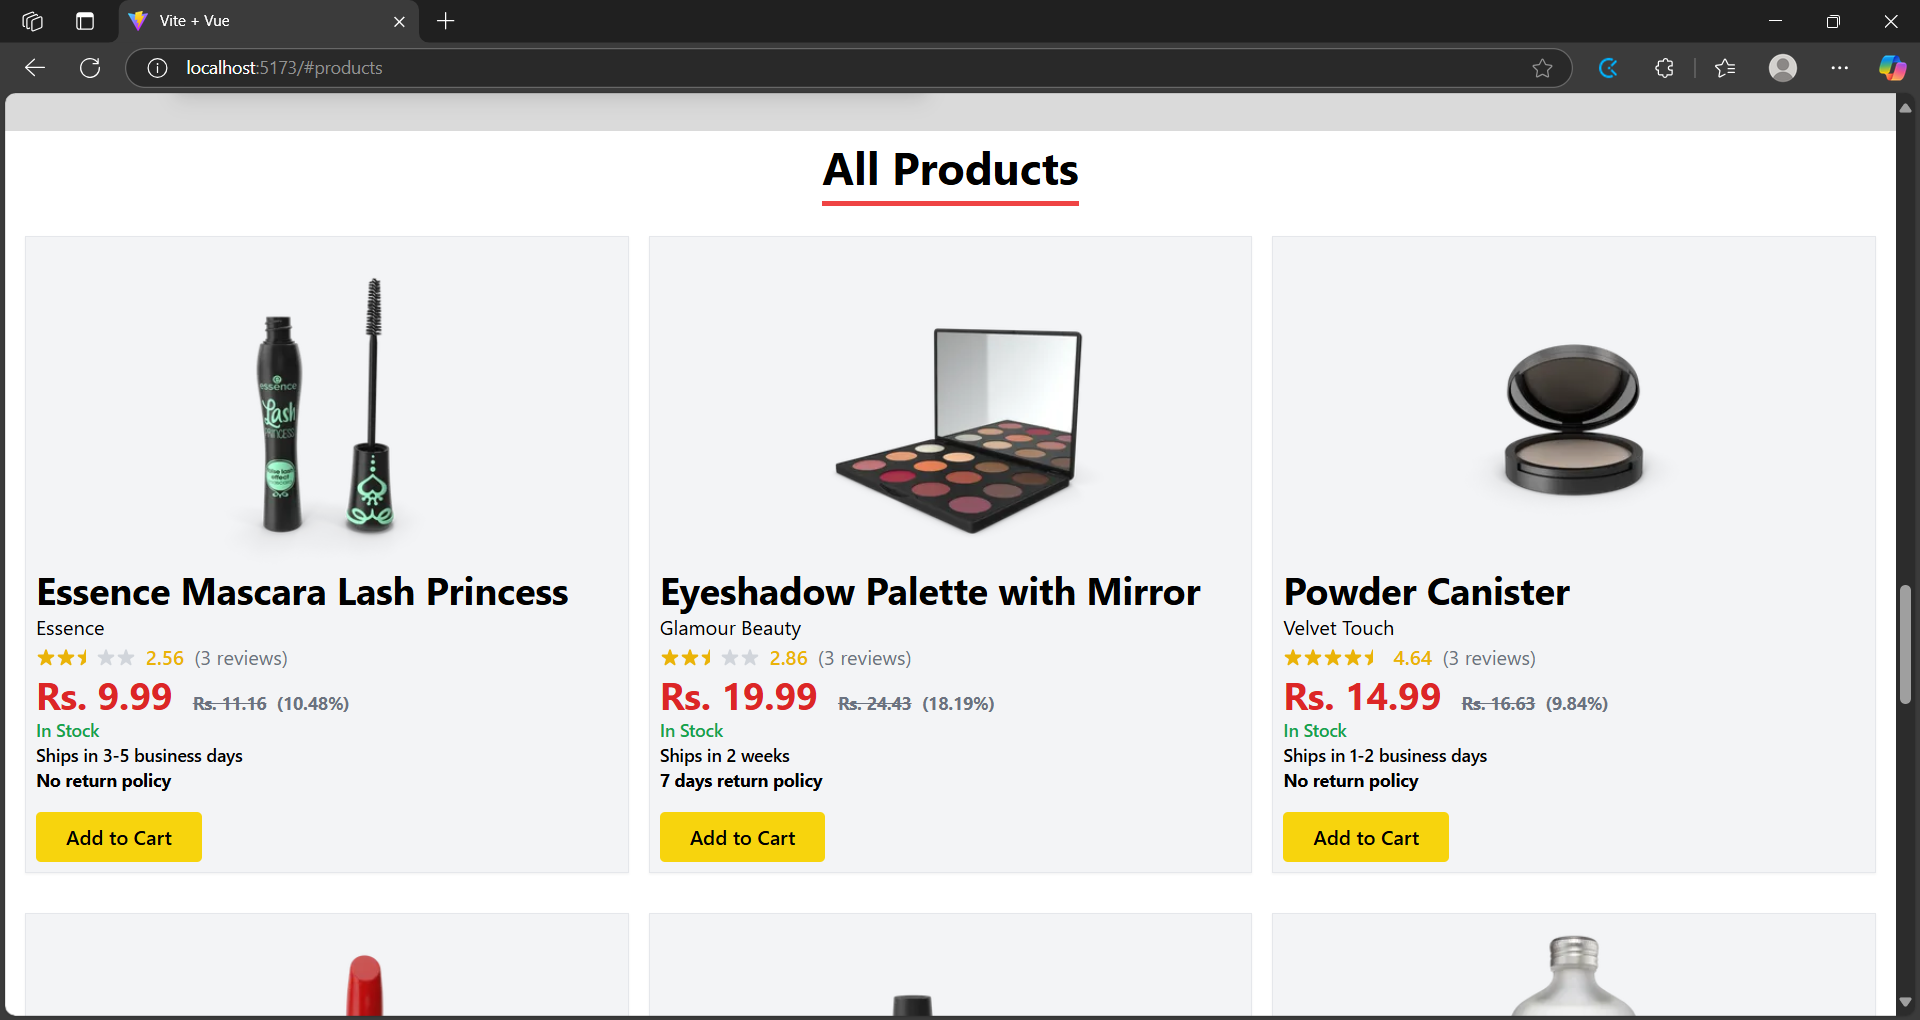 Vite + Vue
localhost:5173/#products
All Products
essence
Lash
PRINCESS
false lash
effect
Essence Mascara Lash Princess
Essence
2.56 (3 reviews)
Rs. 9.99 Rs. 11.16 (10.48%)
In Stock
Ships in 3-5 business days
No return policy
Add to Cart
Eyeshadow Palette with Mirror
Glamour Beauty
2.86 (3 reviews)
Rs. 19.99 Rs. 24.43 (18.19%)
In Stock
Ships in 2 weeks
7 days return policy
Add to Cart
Powder Canister
Velvet Touch
4.64 (3 reviews)
Rs. 14.99 Rs. 16.63 (9.84%)
In Stock
Ships in 1-2 business days
No return policy
Add to Cart